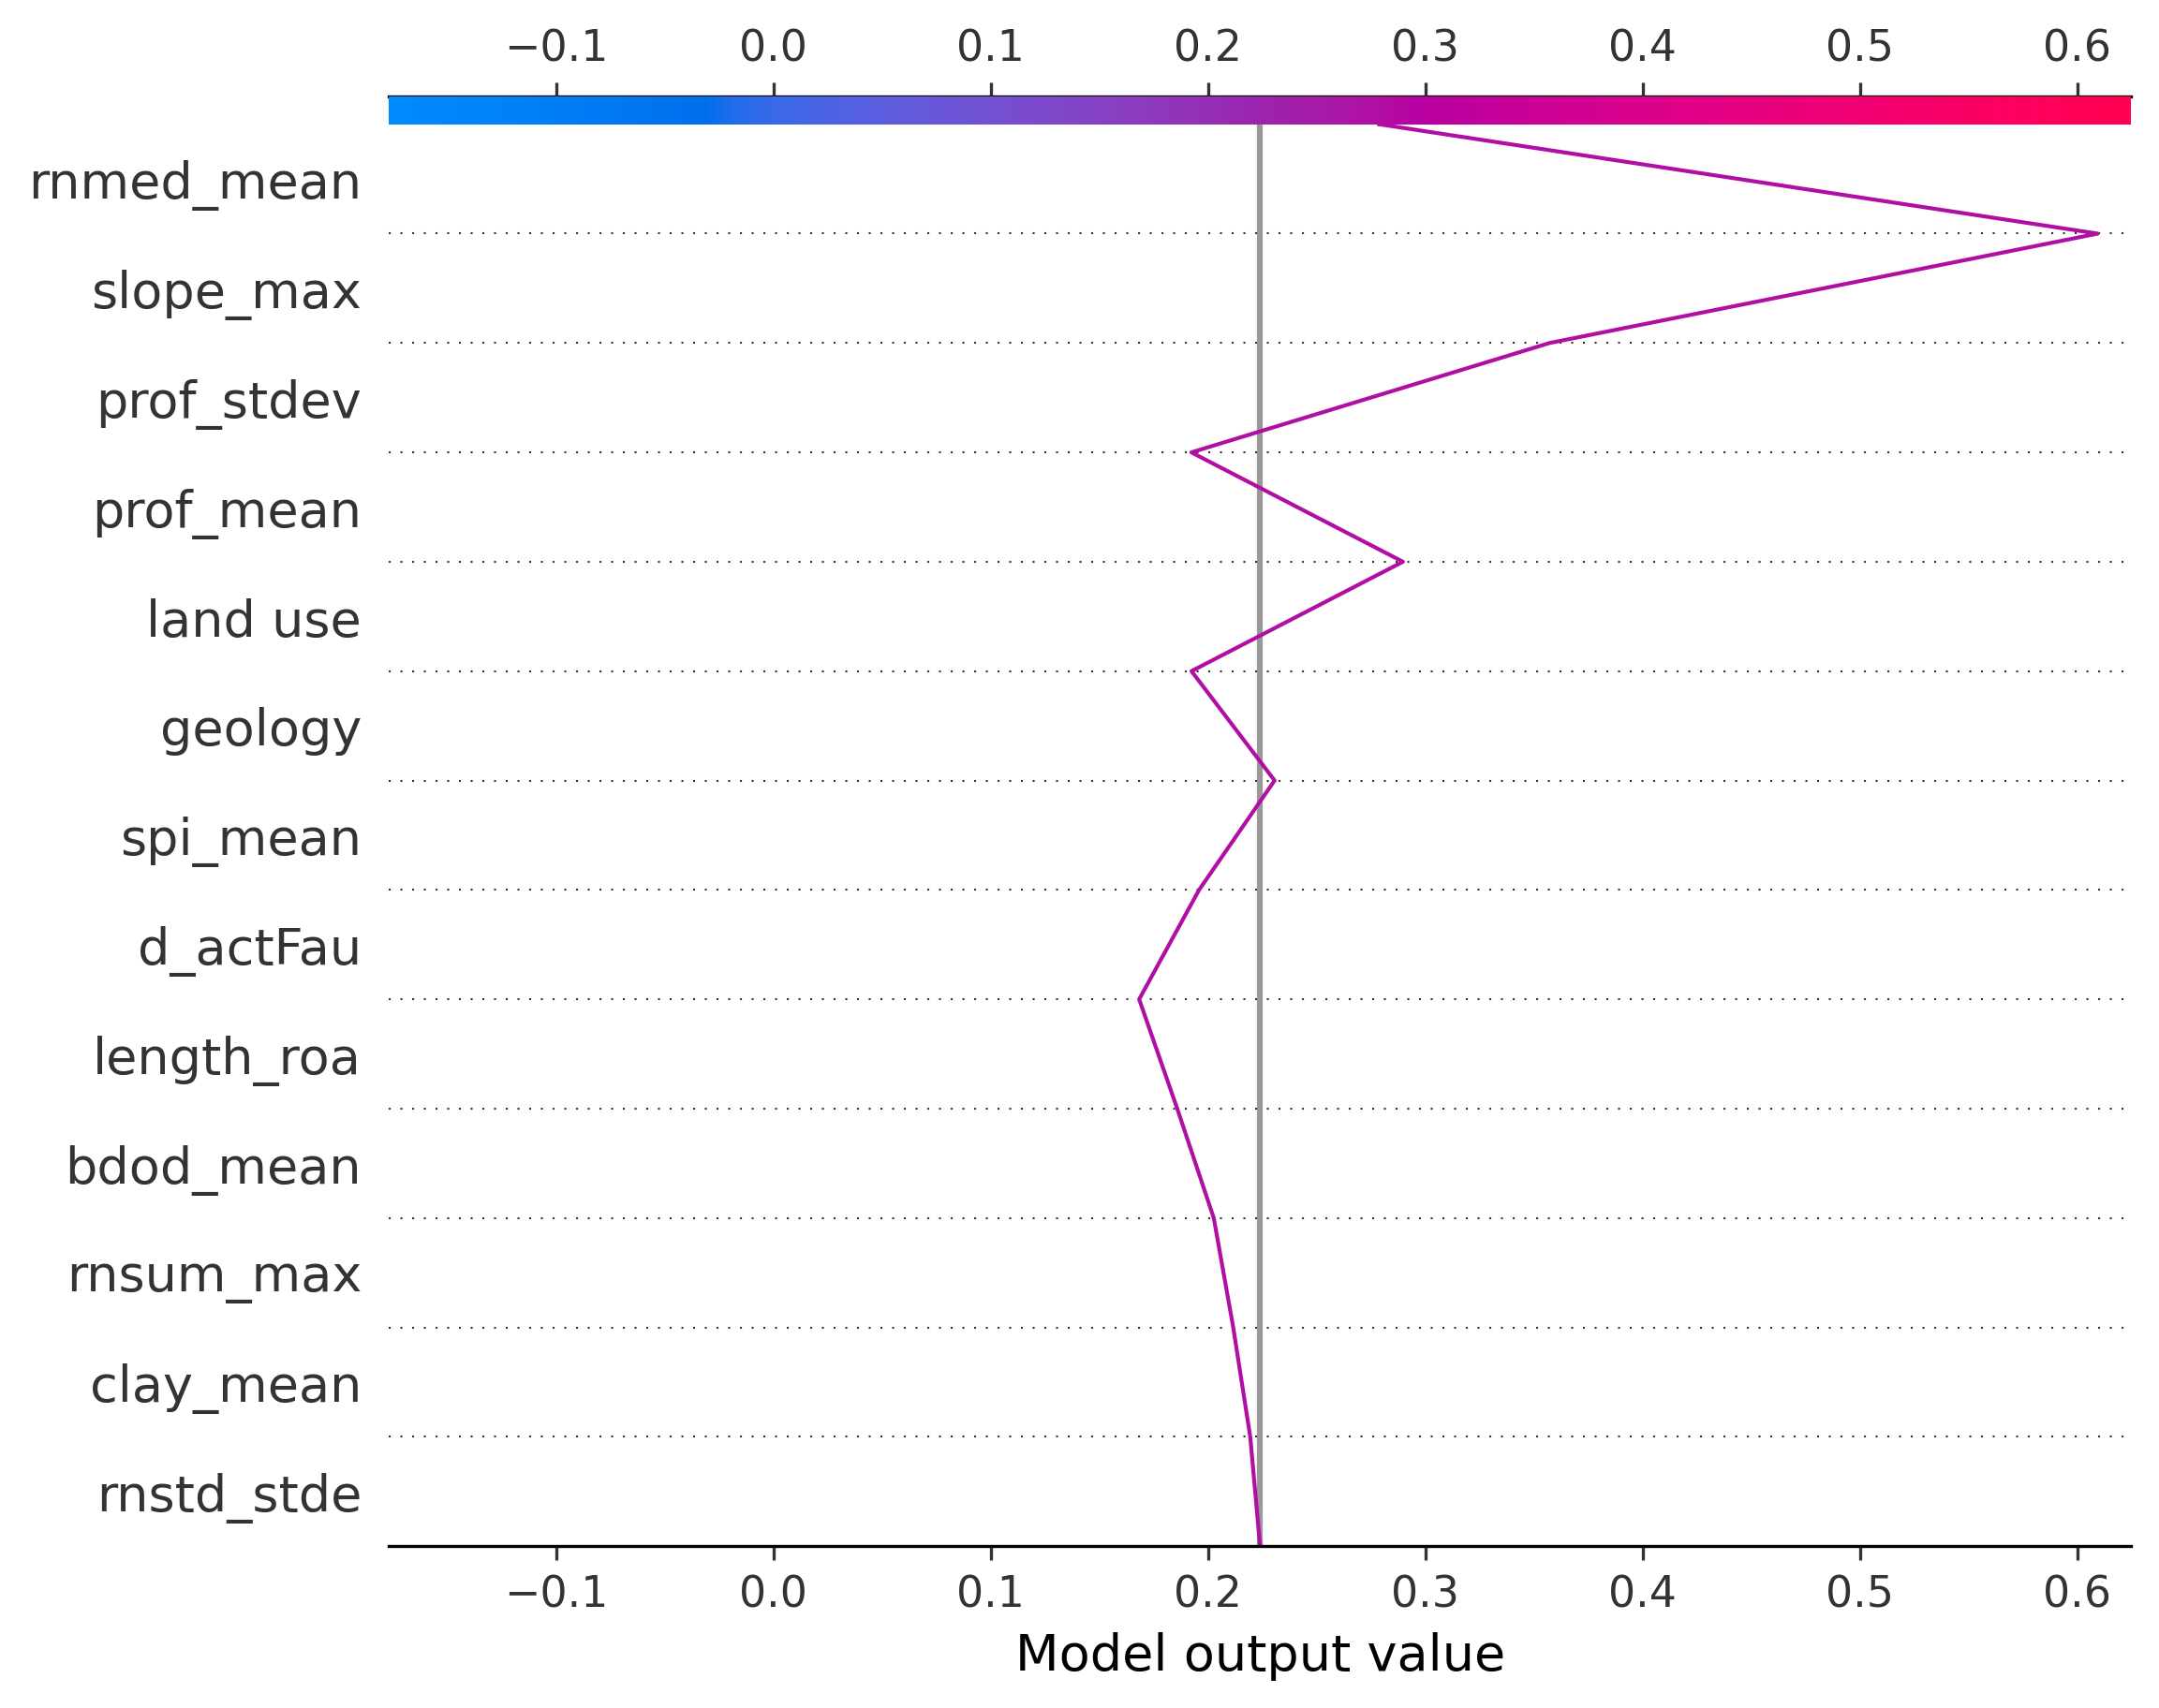 −0.1 0.0 0.1 0.2 0.3 0.4 0.5 0.6
rnmed_mean
slope_max
prof_stdev
prof_mean
land use
geology
spi_mean
d_actFau
length_roa
bdod_mean
rnsum_max
clay_mean
rnstd_stde
−0.1 0.0 0.1 0.2 0.3 0.4 0.5 0.6
Model output value